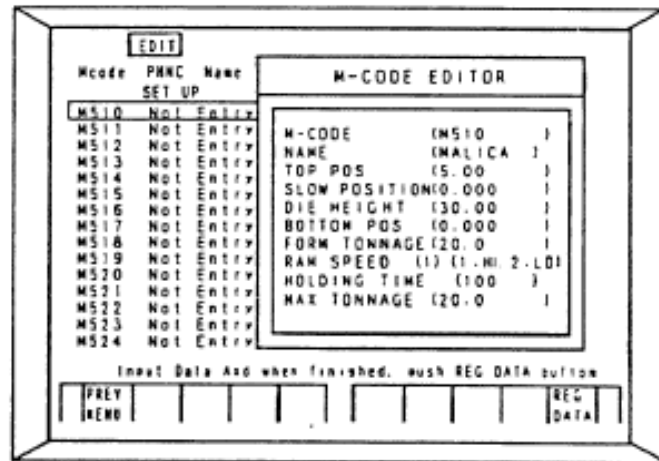 EDIT
Mcode PMNC Name
SET UP
M510 Not Entry
M511 Not Entry
M512 Not Entry
M513 Not Entry
M514 Not Entry
M515 Not Entry
M516 Not Entry
M517 Not Entry
M518 Not Entry
M519 Not Entry
M520 Not Entry
M521 Not Entry
M522 Not Entry
M523 Not Entry
M524 Not Entry
M-CODE EDITOR
M-CODE [M510 ]
NAME [MALICA ]
TOP POS [5.00 ]
SLOW POSITION[0.000 ]
DIE HEIGHT [30.00 ]
BOTTOM POS [0.000 ]
FORM TONNAGE [20.0 ]
RAM SPEED [1] [1-HI, 2-LO]
HOLDING TIME [100 ]
MAX TONNAGE [20.0 ]
Input Data And when finished, push REG DATA buttom
PREV MENU
REG DATA